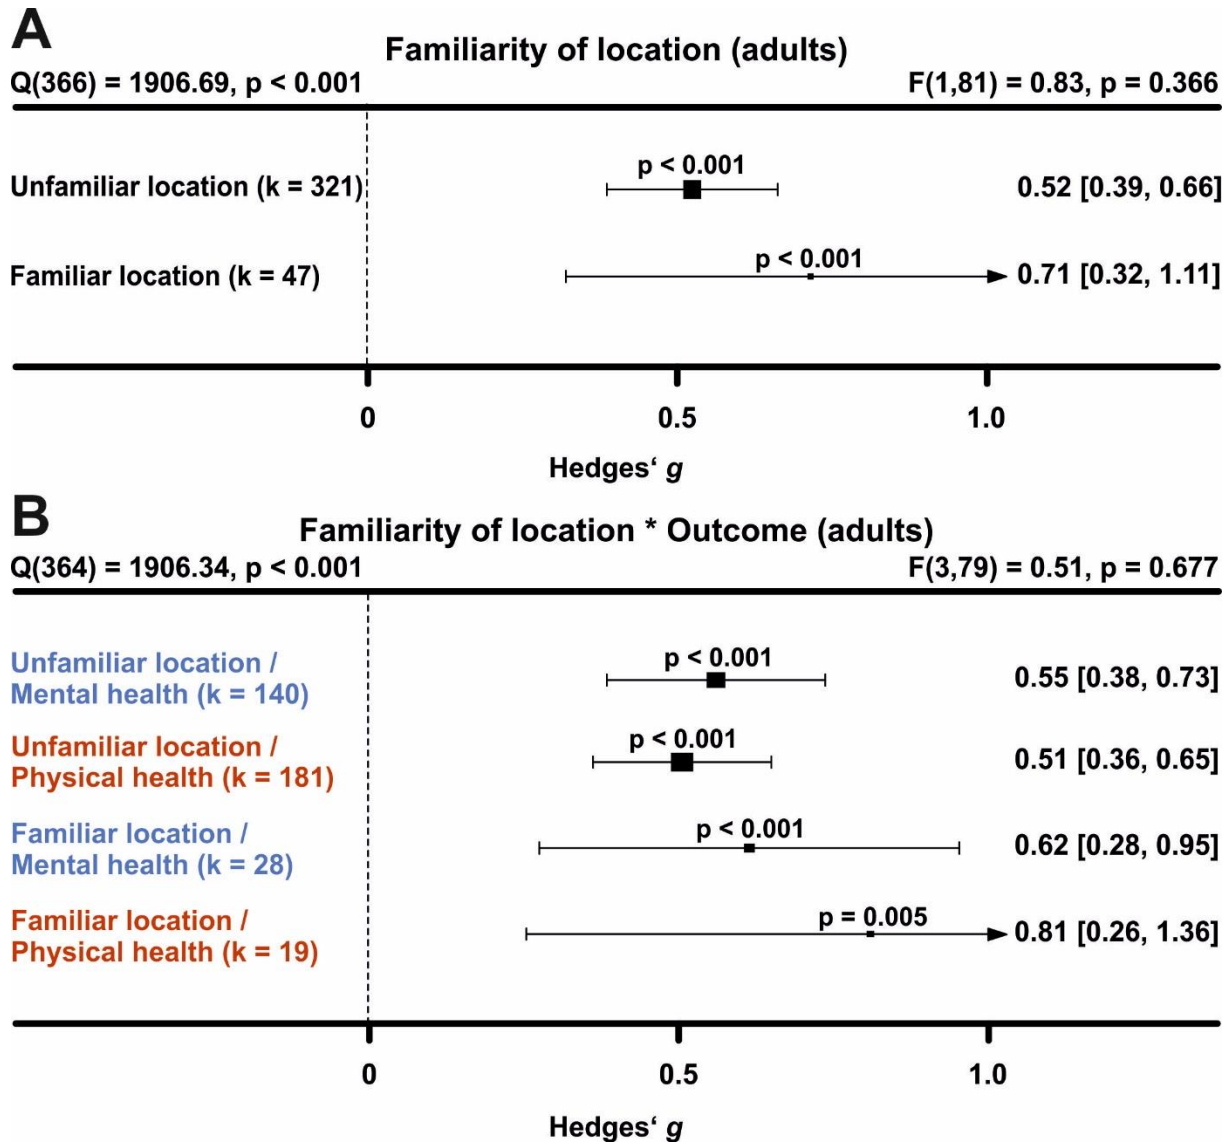 A
Familiarity of location (adults)
Q(366) = 1906.69, p < 0.001
F(1,81) = 0.83, p = 0.366
p < 0.001
Unfamiliar location (k = 321)
0.52 [0.39, 0.66]
p < 0.001
Familiar location (k = 47)
0.71 [0.32, 1.11]
0
0.5
1.0
Hedges‘ g
B
Familiarity of location * Outcome (adults)
Q(364) = 1906.34, p < 0.001
F(3,79) = 0.51, p = 0.677
Unfamiliar location /
Mental health (k = 140)
p < 0.001
0.55 [0.38, 0.73]
Unfamiliar location /
Physical health (k = 181)
p < 0.001
0.51 [0.36, 0.65]
Familiar location /
Mental health (k = 28)
p < 0.001
0.62 [0.28, 0.95]
Familiar location /
Physical health (k = 19)
p = 0.005
0.81 [0.26, 1.36]
0
0.5
1.0
Hedges‘ g